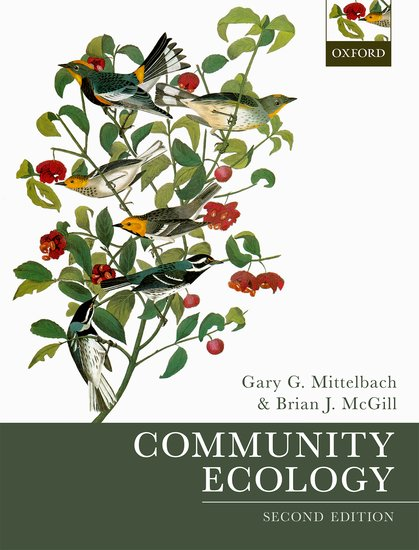 OXFORD
Gary G. Mittelbach
& Brian J. McGill
COMMUNITY
ECOLOGY
SECOND EDITION